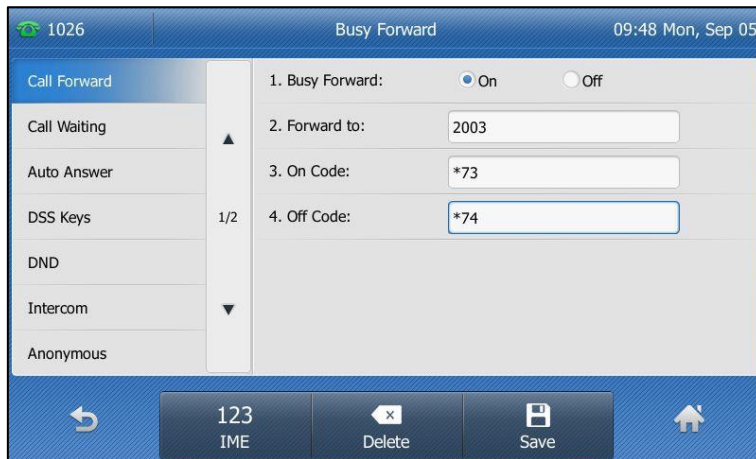 1026 Busy Forward 09:48 Mon, Sep 05
Call Forward
Call Waiting
Auto Answer
DSS Keys
DND
Intercom
Anonymous
1/2
1. Busy Forward: On Off
2. Forward to: 2003
3. On Code: *73
4. Off Code: *74
123
IME
Delete
Save